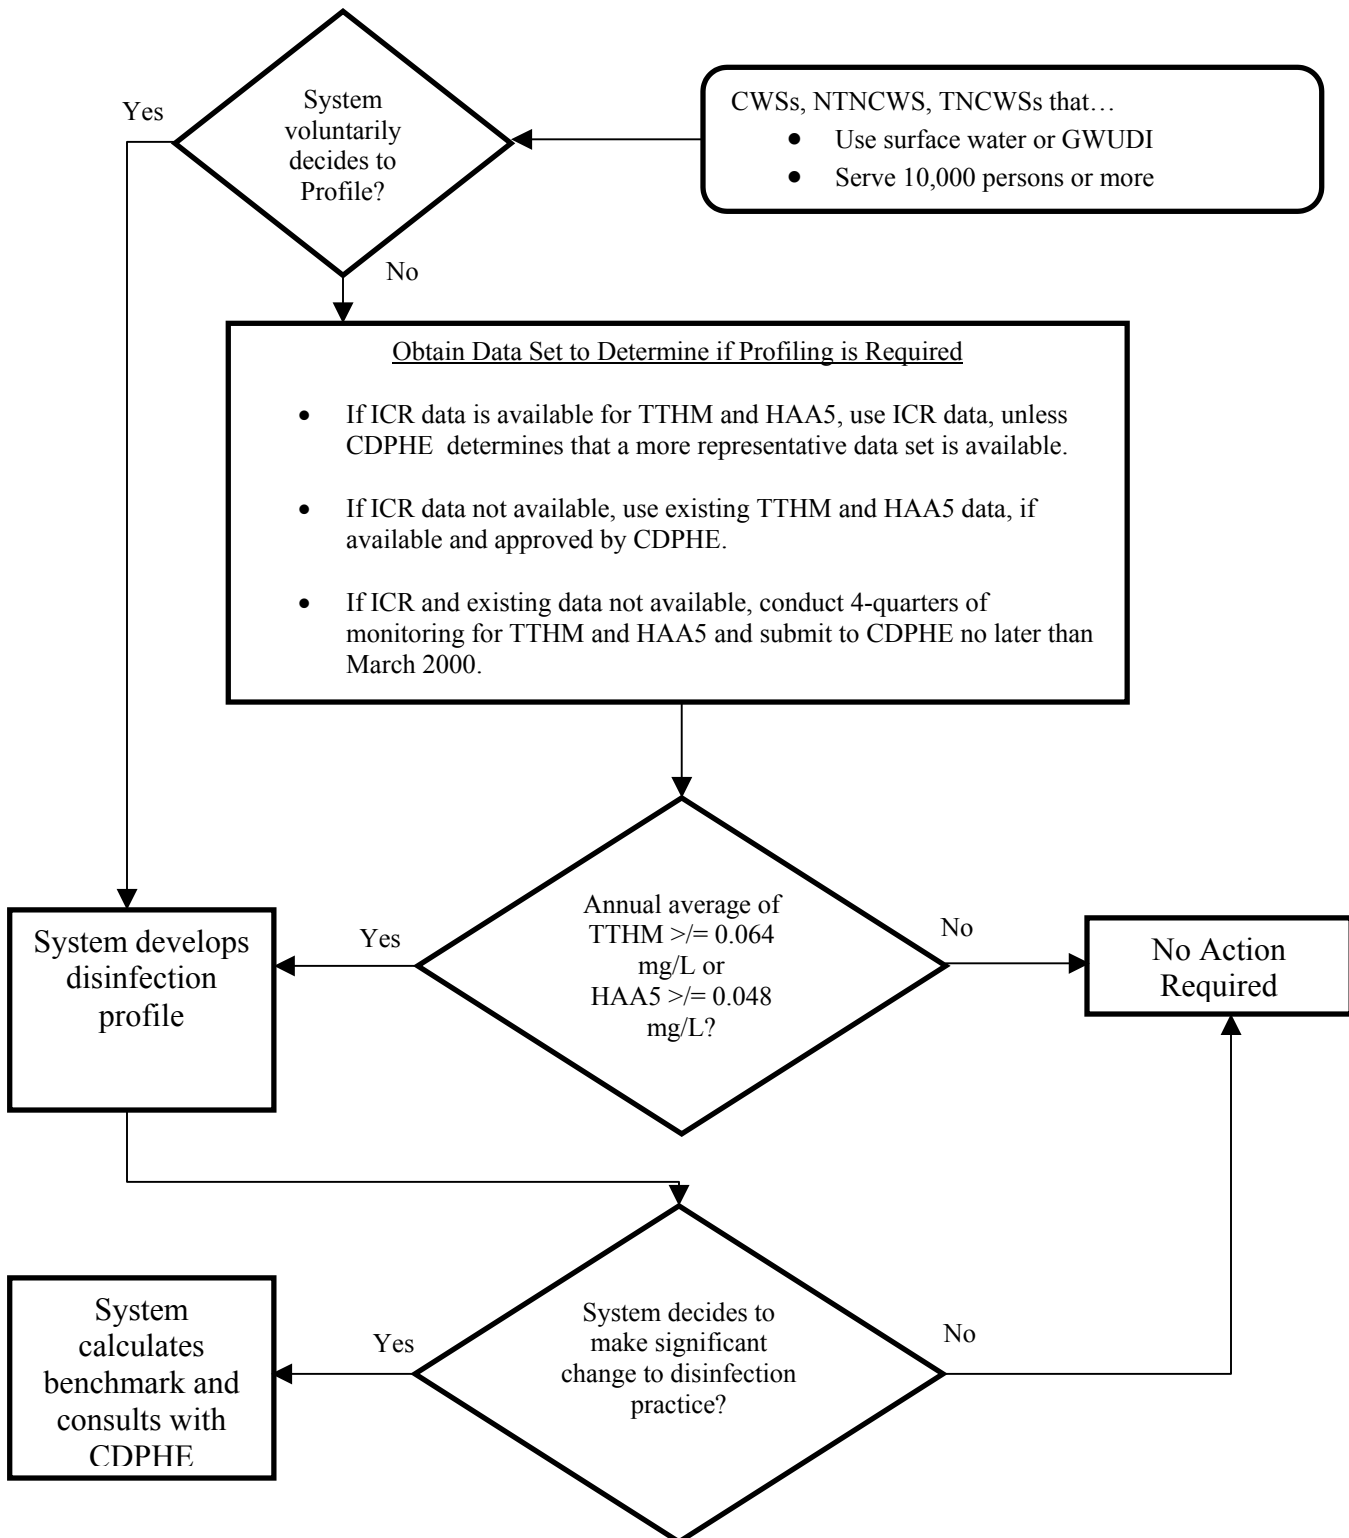 Yes
System
voluntarily
decides to
Profile?
CWSs, NTNCWS, TNCWSs that…
• Use surface water or GWUDI
• Serve 10,000 persons or more
No
Obtain Data Set to Determine if Profiling is Required
• If ICR data is available for TTHM and HAA5, use ICR data, unless
CDPHE determines that a more representative data set is available.
• If ICR data not available, use existing TTHM and HAA5 data, if
available and approved by CDPHE.
• If ICR and existing data not available, conduct 4-quarters of
monitoring for TTHM and HAA5 and submit to CDPHE no later than
March 2000.
System develops
disinfection
profile
Yes
Annual average of
TTHM >/= 0.064
mg/L or
HAA5 >/= 0.048
mg/L?
No
No Action
Required
System
calculates
benchmark and
consults with
CDPHE
Yes
System decides to
make significant
change to disinfection
practice?
No